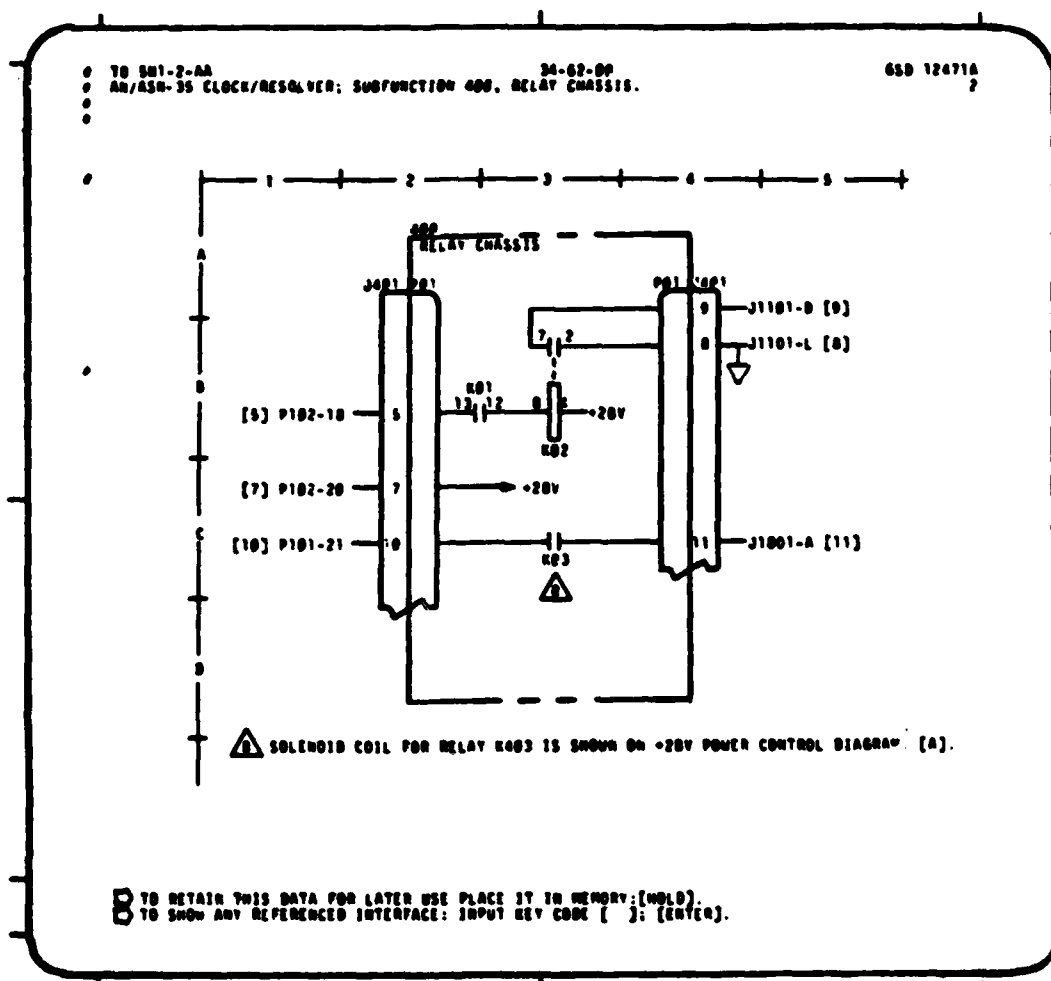 TO SN1-2-AA 34-62-00 GSD 12471A
AN/ASN-35 CLOCK/RESOLVER; SUBFUNCTION 400, RELAY CHASSIS. 2
1 2 3 4 5
A
B
C
D
400
RELAY CHASSIS
J401 P01
P01 J401
9 J1101-D [9]
7 2 8 J1101-L [8]
K01
[5] P102-18 5 13 12 8 +28V
K02
[7] P102-20 7 +28V
[10] P101-21 10 11 J1001-A [11]
K03
SOLENOID COIL FOR RELAY K403 IS SHOWN ON +28V POWER CONTROL DIAGRAM. [A].
TO RETAIN THIS DATA FOR LATER USE PLACE IT IN MEMORY;[HOLD].
TO SHOW ANY REFERENCED INTERFACE: INPUT KEY CODE [ ]; [ENTER].